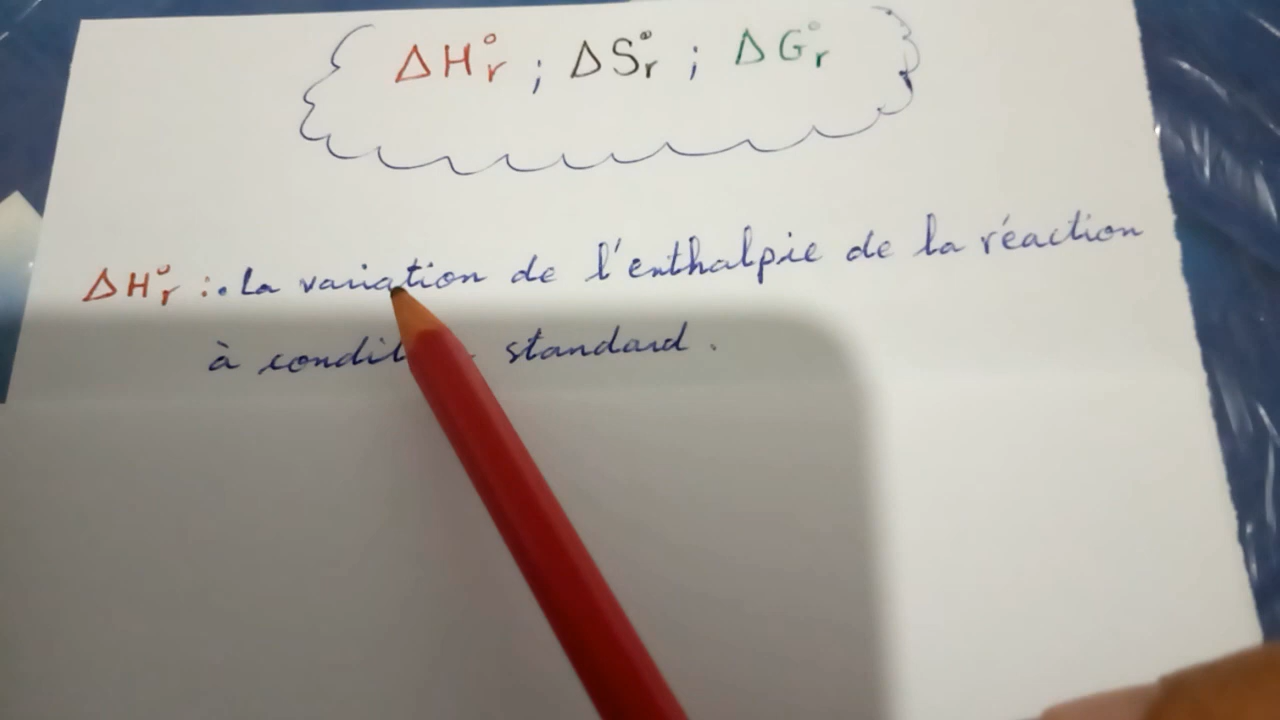 ΔH°r ; ΔS°r ; ΔG°r
ΔH°r : . La variation de l'enthalpie de la réaction
à standard .